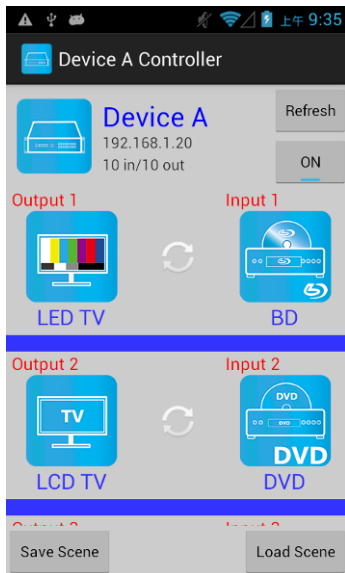 上午 9:35
Device A Controller
Device A
192.168.1.20
10 in/10 out
Refresh
ON
Output 1
Input 1
LED TV
BD
Output 2
Input 2
TV
DVD
DVD
DVD
LCD TV
DVD
Save Scene
Load Scene